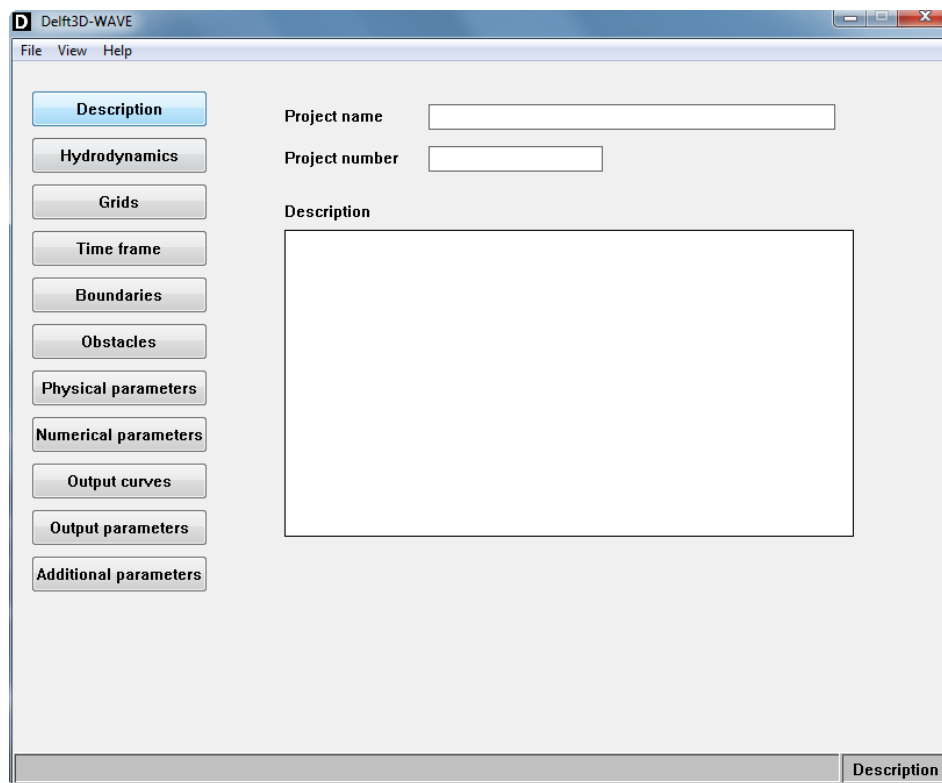 D Delft3D-WAVE
File View Help
Description
Hydrodynamics
Grids
Time frame
Boundaries
Obstacles
Physical parameters
Numerical parameters
Output curves
Output parameters
Additional parameters
Project name
Project number
Description
Description